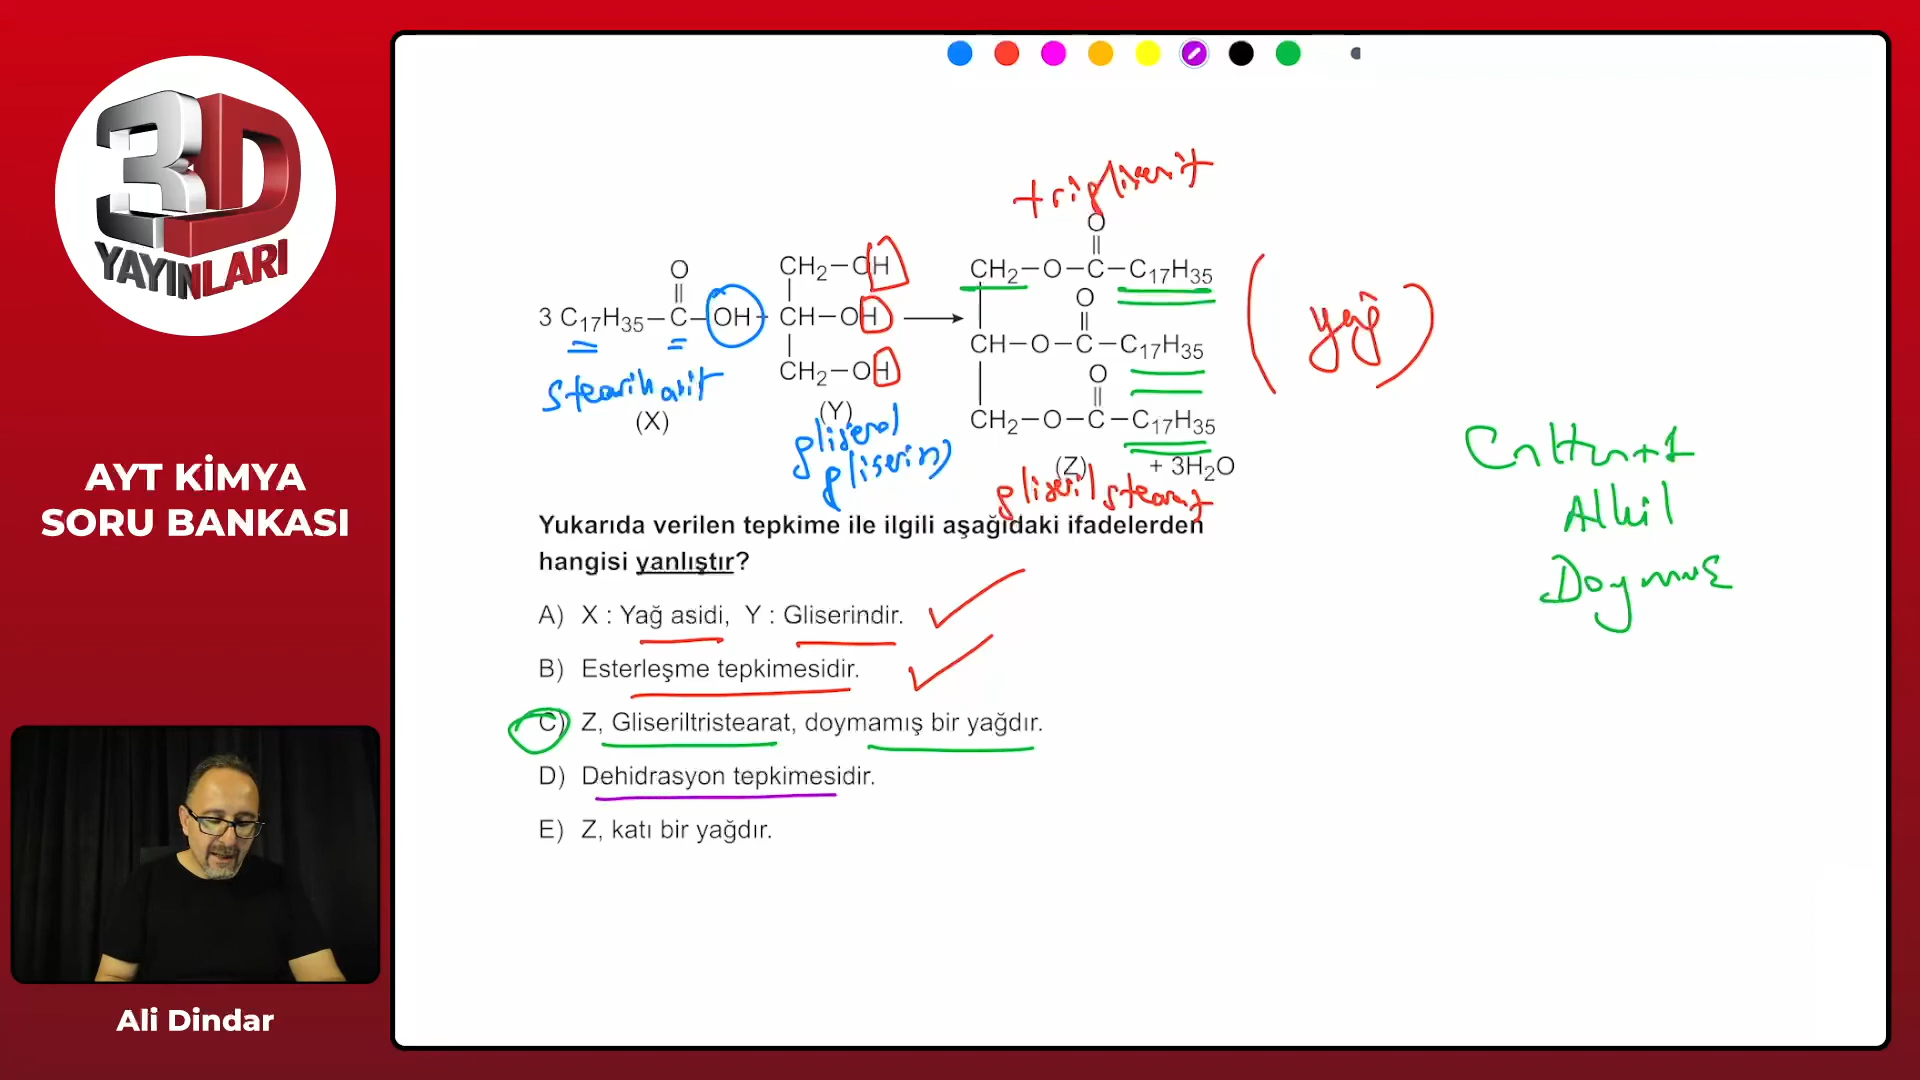 3D
YAYINLARI
AYT KİMYA
SORU BANKASI
Ali Dindar
trigliserit
3 C17H35–C–OH + CH2–OH
O
CH–OH
CH2–OH
CH2–O–C–C17H35
O
CH–O–C–C17H35
O
CH2–O–C–C17H35
O
(yağ)
stearik asit
(X)
(Y)
gliserol
gliserin)
(Z)
+ 3H2O
gliseril stearat
CnH2n+1
Alkil
Doymuş
Yukarıda verilen tepkime ile ilgili aşağıdaki ifadelerden
hangisi yanlıştır?
A) X : Yağ asidi, Y : Gliserindir.
B) Esterleşme tepkimesidir.
C) Z, Gliseriltristearat, doymamış bir yağdır.
D) Dehidrasyon tepkimesidir.
E) Z, katı bir yağdır.